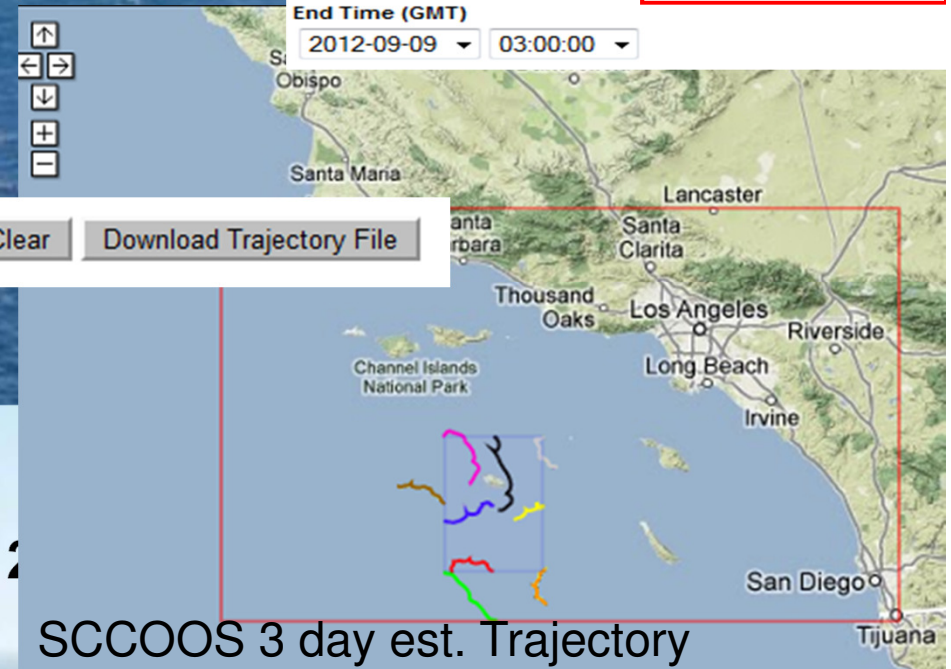 End Time (GMT)
2012-09-09 03:00:00
Obispo
Santa Maria
Lancaster
Clear Download Trajectory File
Santa
Clarita
Thousand
Oaks
Los Angeles
Riverside
Channel Islands
National Park
Long Beach
Irvine
San Diego
SCCOOS 3 day est. Trajectory
Tijuana